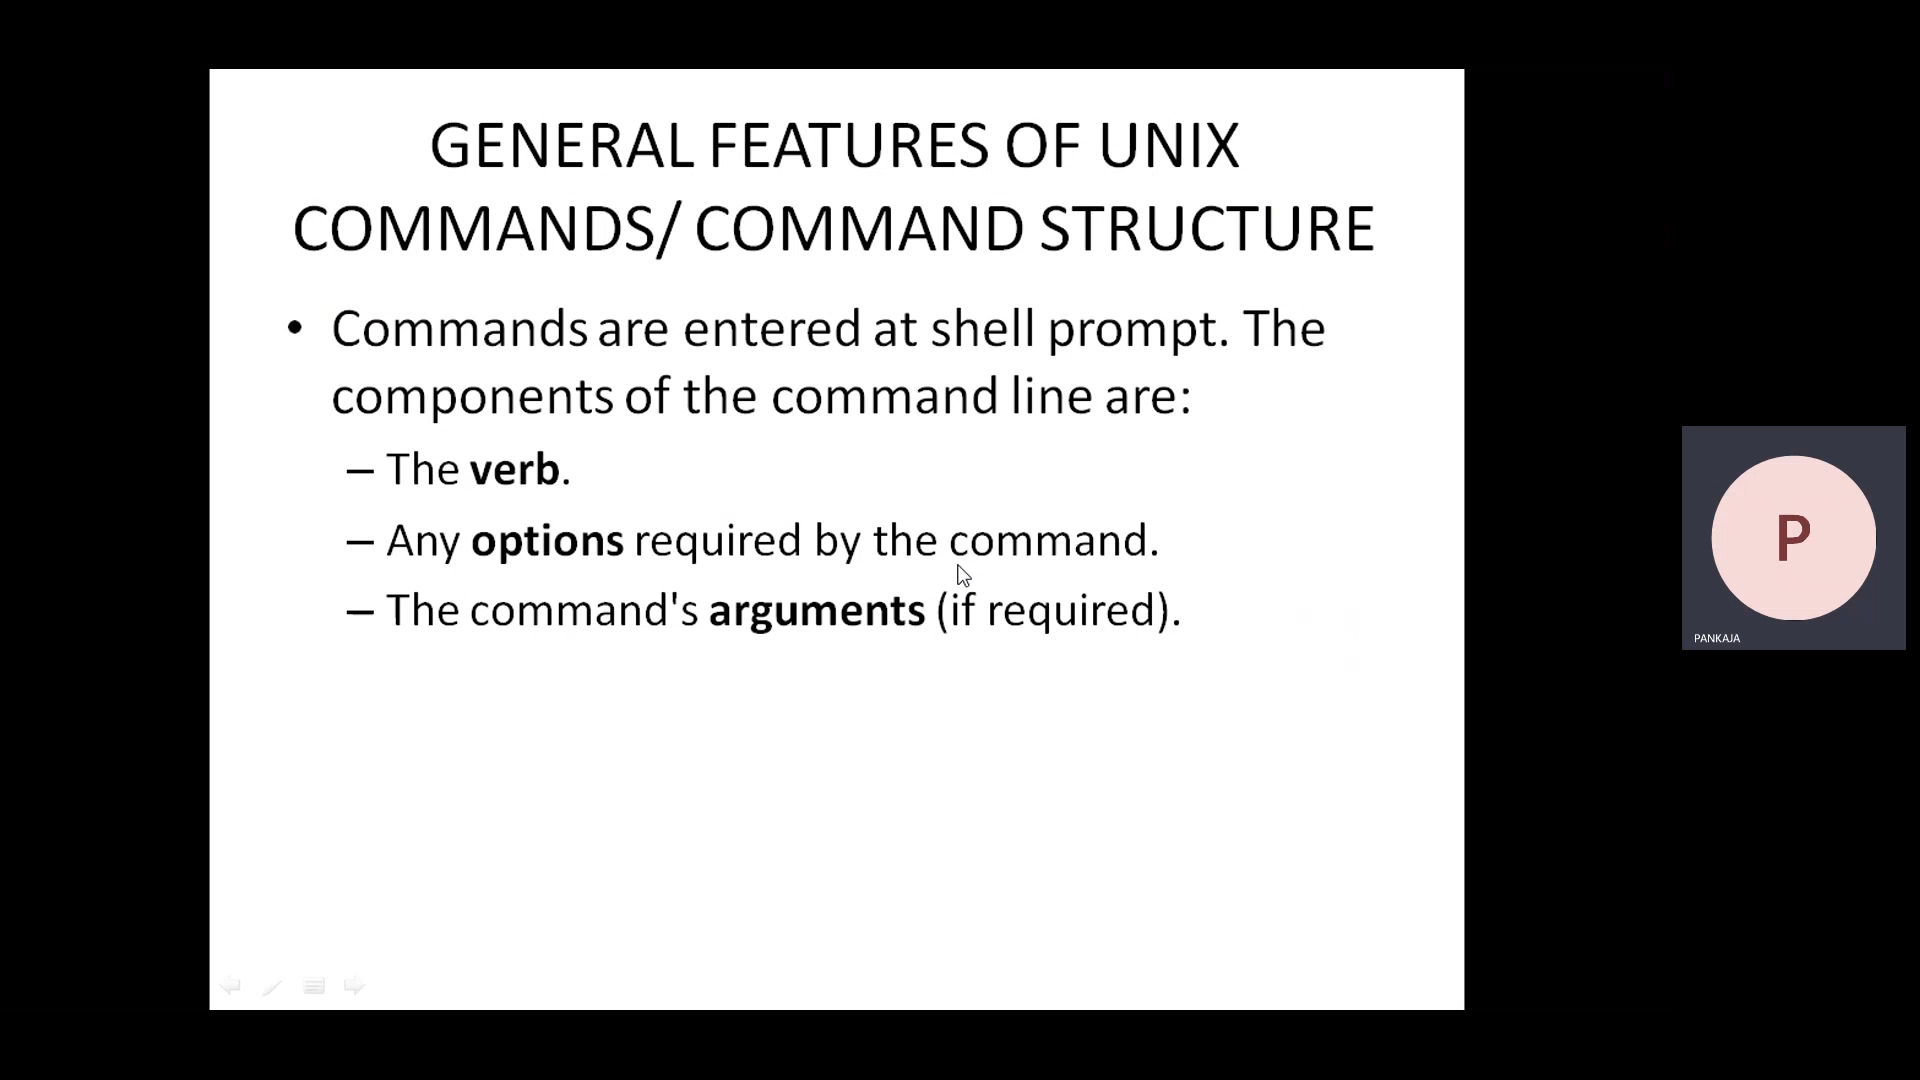 GENERAL FEATURES OF UNIX
COMMANDS/ COMMAND STRUCTURE
• Commands are entered at shell prompt. The
components of the command line are:
– The verb.
– Any options required by the command.
– The command's arguments (if required).
P
PANKAJA